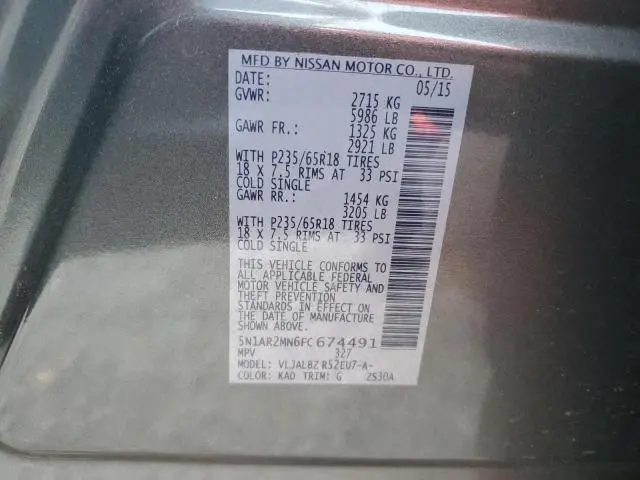 MFD BY NISSAN MOTOR CO., LTD.
DATE: 05/15
GVWR: 2715 KG
5986 LB
GAWR FR.: 1325 KG
2921 LB
WITH P235/65R18 TIRES
18 X 7.5 RIMS AT 33 PSI
COLD SINGLE
GAWR RR.: 1454 KG
3205 LB
WITH P235/65R18 TIRES
18 X 7.5 RIMS AT 33 PSI
COLD SINGLE
THIS VEHICLE CONFORMS TO
ALL APPLICABLE FEDERAL
MOTOR VEHICLE SAFETY AND
THEFT PREVENTION
STANDARDS IN EFFECT ON
THE DATE OF MANUFACTURE
SHOWN ABOVE.
5N1AR2MN6FC674491
MPV 327
MODEL: VLJALBZ R52EU7-A-
COLOR: KAD TRIM: G ZS30A